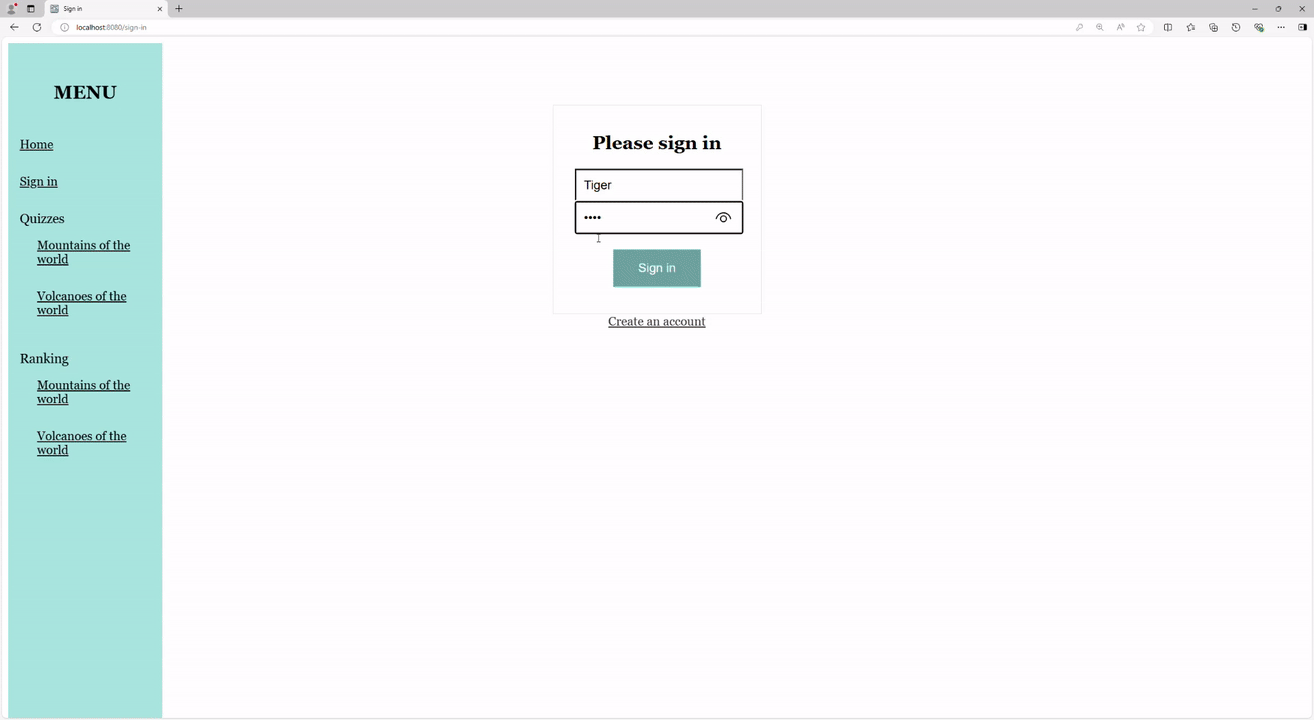 Sign in
localhost:8080/sign-in
MENU
Home
Sign in
Quizzes
Mountains of the
world
Volcanoes of the
world
Ranking
Mountains of the
world
Volcanoes of the
world
Please sign in
Tiger
••••
Sign in
Create an account